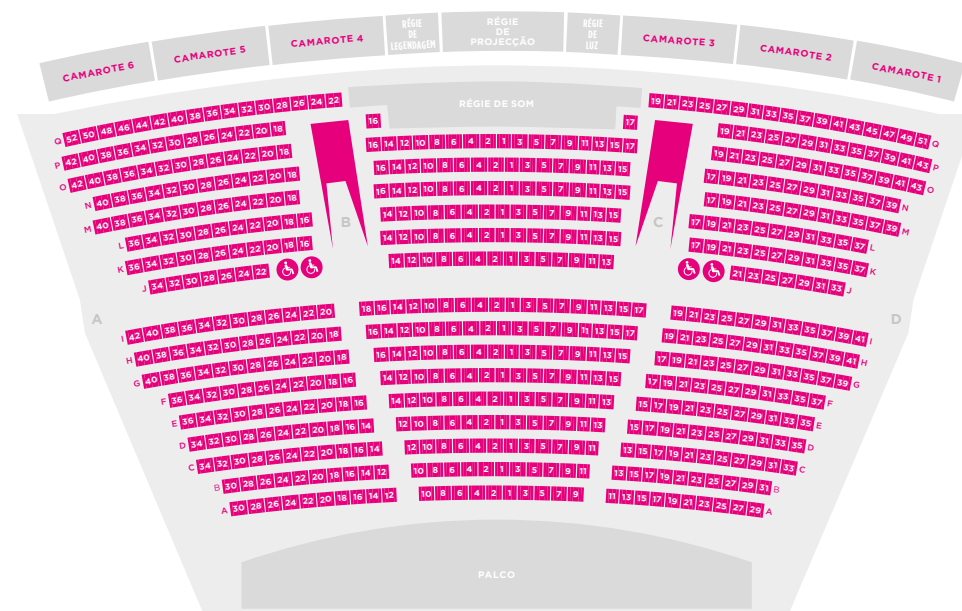 CAMAROTE 6
CAMAROTE 5
CAMAROTE 4
RÉGIE
DE
LEGENDAGEM
RÉGIE
DE
PROJECÇÃO
RÉGIE
DE
LUZ
CAMAROTE 3
CAMAROTE 2
CAMAROTE 1
RÉGIE DE SOM
Q 52 50 48 46 44 42 40 38 36 34 32 30 28 26 24 22 16 17 19 21 23 25 27 29 31 33 35 37 39 41 43 45 47 49 51 Q
P 42 40 38 36 34 32 30 28 26 24 22 20 18 16 14 12 10 8 6 4 2 1 3 5 7 9 11 13 15 17 19 21 23 25 27 29 31 33 35 37 39 41 43 P
O 42 40 38 36 34 32 30 28 26 24 22 20 18 16 14 12 10 8 6 4 2 1 3 5 7 9 11 13 15 19 21 23 25 27 29 31 33 35 37 39 41 43 O
N 40 38 36 34 32 30 28 26 24 22 20 18 16 14 12 10 8 6 4 2 1 3 5 7 9 11 13 15 17 19 21 23 25 27 29 31 33 35 37 39 N
M 40 38 36 34 32 30 28 26 24 22 20 18 14 12 10 8 6 4 2 1 3 5 7 9 11 13 15 17 19 21 23 25 27 29 31 33 35 37 39 M
B
C
L 36 34 32 30 28 26 24 22 20 18 16 14 12 10 8 6 4 2 1 3 5 7 9 11 13 15 17 19 21 23 25 27 29 31 33 35 37 L
K 36 34 32 30 28 26 24 22 20 18 16 14 12 10 8 6 4 2 1 3 5 7 9 11 13 17 19 21 23 25 27 29 31 33 35 37 K
J 34 32 30 28 26 24 22 21 23 25 27 29 31 33 J
A
D
I 42 40 38 36 34 32 30 28 26 24 22 20 18 16 14 12 10 8 6 4 2 1 3 5 7 9 11 13 15 17 19 21 23 25 27 29 31 33 35 37 39 41 I
H 40 38 36 34 32 30 28 26 24 22 20 18 16 14 12 10 8 6 4 2 1 3 5 7 9 11 13 15 17 19 21 23 25 27 29 31 33 35 37 39 41 H
G 40 38 36 34 32 30 28 26 24 22 20 18 16 14 12 10 8 6 4 2 1 3 5 7 9 11 13 15 17 19 21 23 25 27 29 31 33 35 37 39 G
F 36 34 32 30 28 26 24 22 20 18 16 14 12 10 8 6 4 2 1 3 5 7 9 11 13 15 17 19 21 23 25 27 29 31 33 35 37 F
E 36 34 32 30 28 26 24 22 20 18 16 14 12 10 8 6 4 2 1 3 5 7 9 11 13 15 17 19 21 23 25 27 29 31 33 35 E
D 34 32 30 28 26 24 22 20 18 16 14 12 10 8 6 4 2 1 3 5 7 9 11 13 15 17 19 21 23 25 27 29 31 33 35 D
C 34 32 30 28 26 24 22 20 18 16 14 12 10 8 6 4 2 1 3 5 7 9 11 13 15 17 19 21 23 25 27 29 31 33 C
B 30 28 26 24 22 20 18 16 14 12 10 8 6 4 2 1 3 5 7 9 11 13 15 17 19 21 23 25 27 29 31 B
A 30 28 26 24 22 20 18 16 14 12 10 8 6 4 2 1 3 5 7 9 11 13 15 17 19 21 23 25 27 29 A
PALCO